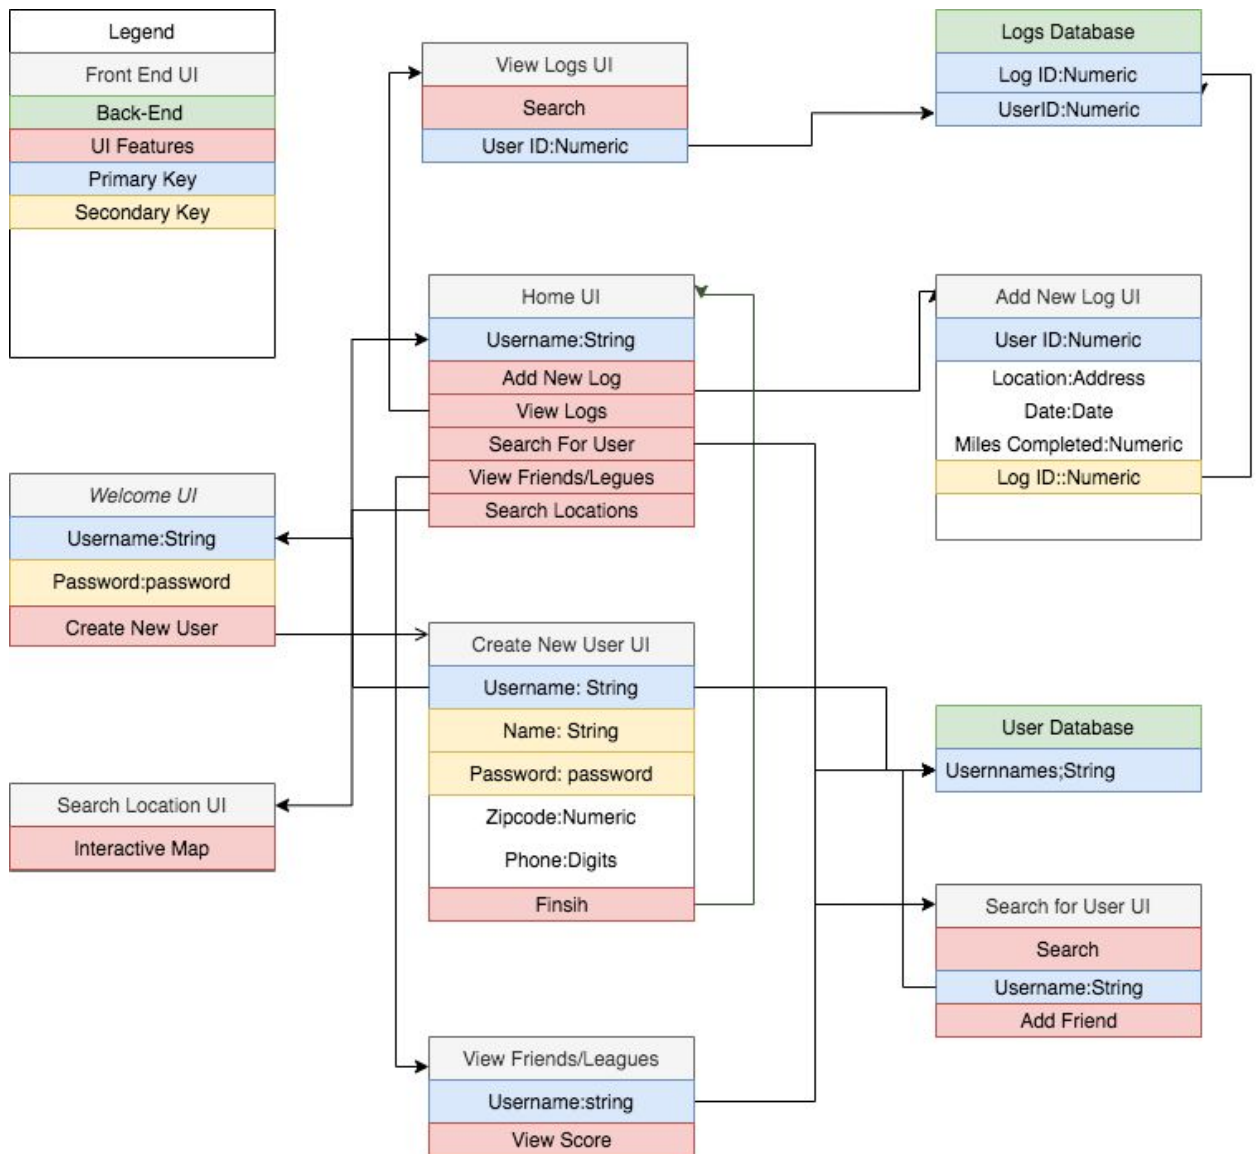 Legend
Front End UI
Back-End
UI Features
Primary Key
Secondary Key
View Logs UI
Search
User ID:Numeric
Logs Database
Log ID:Numeric
UserID:Numeric
Home UI
Username:String
Add New Log
View Logs
Search For User
View Friends/Legues
Search Locations
Add New Log UI
User ID:Numeric
Location:Address
Date:Date
Miles Completed:Numeric
Log ID::Numeric
Welcome UI
Username:String
Password:password
Create New User
Create New User UI
Username: String
Name: String
Password: password
Zipcode:Numeric
Phone:Digits
Finsih
User Database
Usernnames;String
Search Location UI
Interactive Map
Search for User UI
Search
Username:String
Add Friend
View Friends/Leagues
Username:string
View Score